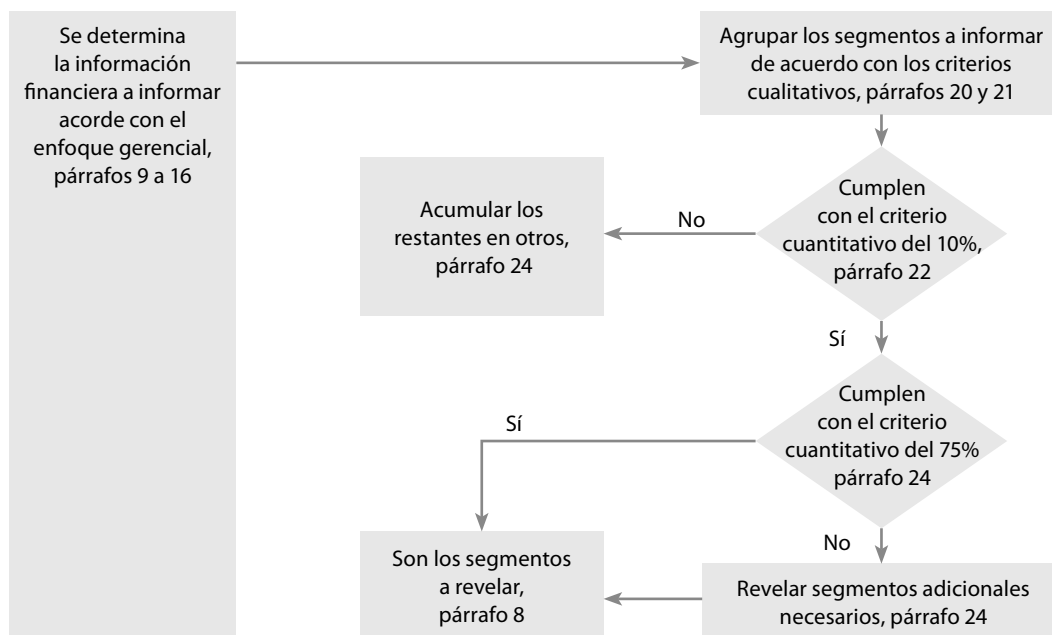 Se determina
la información
financiera a informar
acorde con el
enfoque gerencial,
párrafos 9 a 16
Agrupar los segmentos a informar
de acuerdo con los criterios
cualitativos, párrafos 20 y 21
Cumplen
con el criterio
cuantitativo del 10%,
párrafo 22
No
Acumular los
restantes en otros,
párrafo 24
Sí
Cumplen
con el criterio
cuantitativo del 75%
párrafo 24
Sí
No
Son los segmentos
a revelar,
párrafo 8
Revelar segmentos adicionales
necesarios, párrafo 24